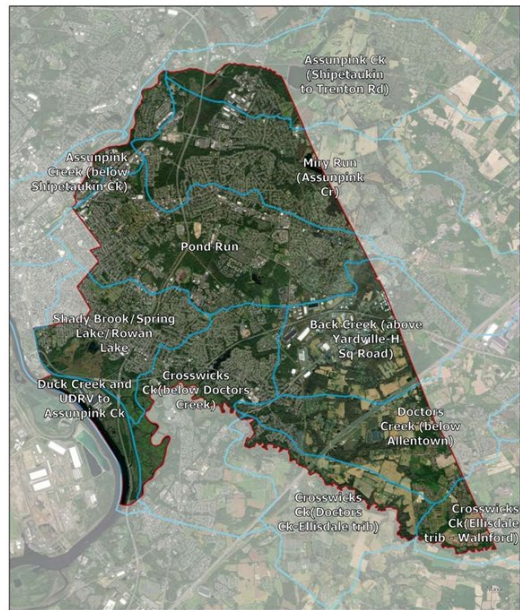 Assunpink Ck
(Shipetaukin
to Trenton Rd)
Assunpink
Creek (below
Shipetaukin Ck)
Miry Run
(Assunpink
Cr)
Pond Run
Shady Brook/Spring
Lake/Rowan
Lake
Back Creek (above
Yardville-H
Sq Road)
Crosswicks
Ck(below Doctors
Creek)
Duck Creek and
UDRV to
Assunpink Ck
Doctors
Creek (below
Allentown)
Crosswicks
Ck(Doctors
Ck-Ellisdale trib)
Crosswicks
Ck(Ellisdale
trib - Walnford)